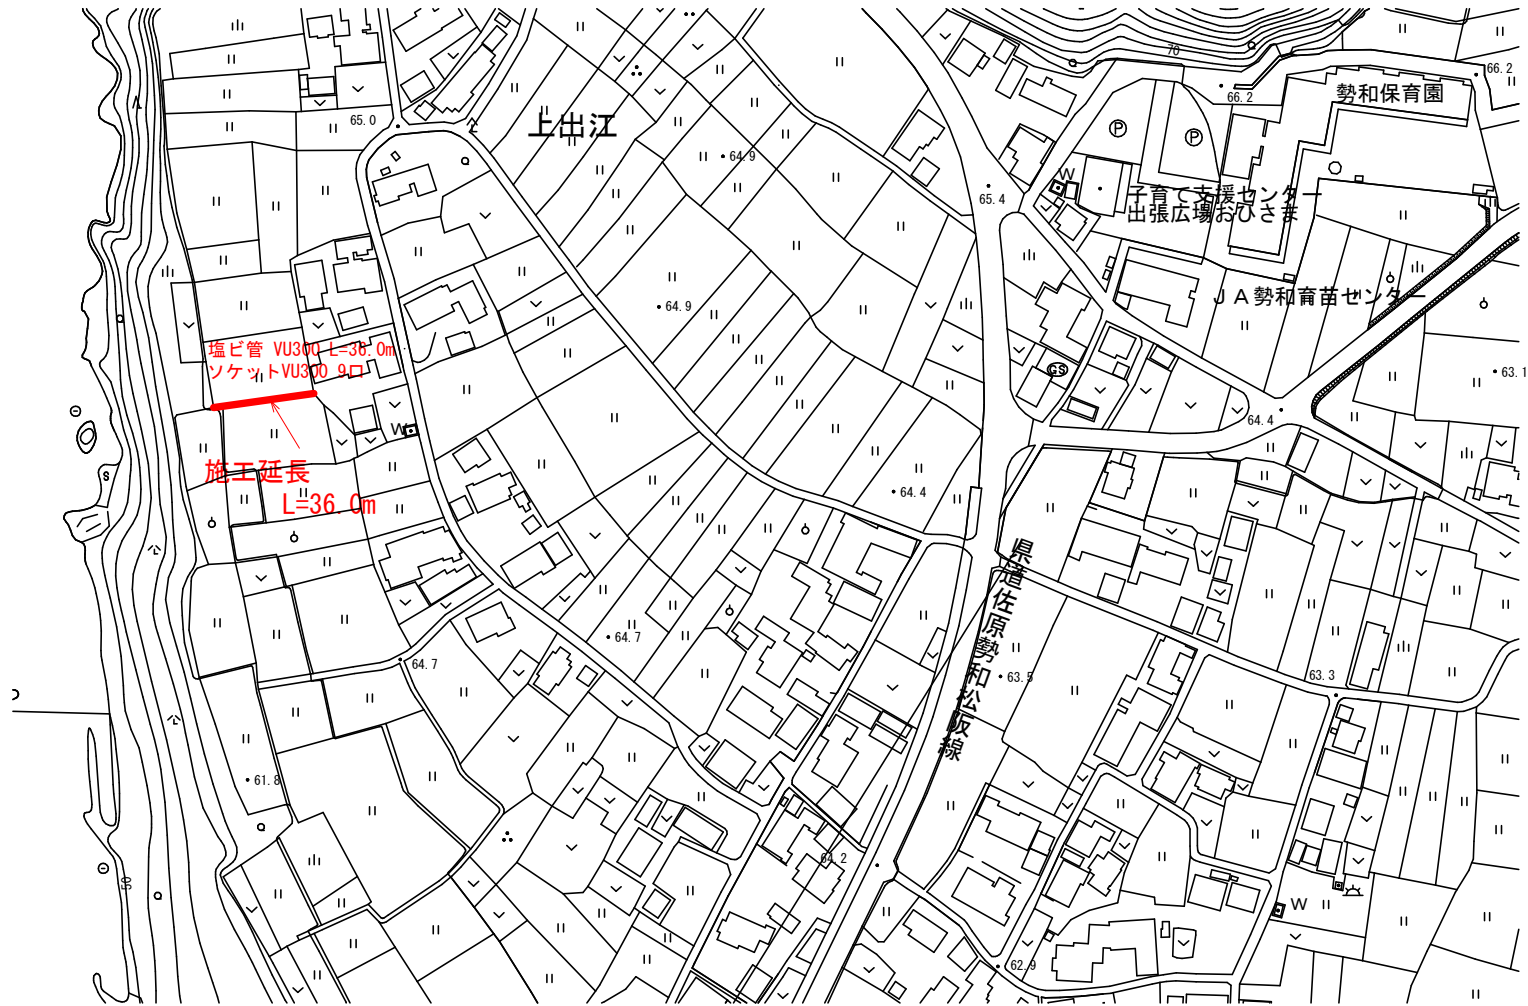 70
66.2
66.2
勢和保育園
65.0
上出江
P
P
64.9
W
子育て支援センター
出張広場おひさま
65.4
64.9
JA勢和育苗センター
塩ビ管 VU300 L=36.0m
ソケットVU300 9口
GS
63.1
64.4
W
施工延長
L=36.0m
64.4
県道佐原勢和松阪線
64.7
64.7
63.5
63.3
61.8
64.2
50
W
62.9